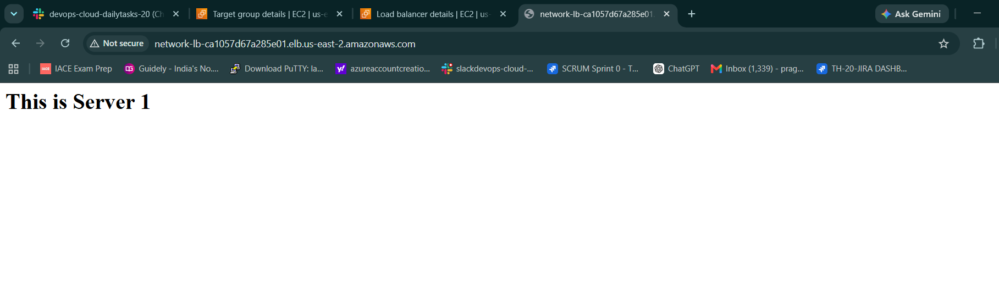 devops-cloud-dailytasks-20 (Ch
Target group details | EC2 | us-e
Load balancer details | EC2 | us-
network-lb-ca1057d67a285e01.
Ask Gemini
Not secure
network-lb-ca1057d67a285e01.elb.us-east-2.amazonaws.com
IACE
IACE Exam Prep
DG
Guidely - India's No....
Download PuTTY: la...
y!
azureaccountcreatio...
slackdevops-cloud-...
SCRUM Sprint 0 - T...
ChatGPT
Inbox (1,339) - prag...
TH-20-JIRA DASHB...
This is Server 1